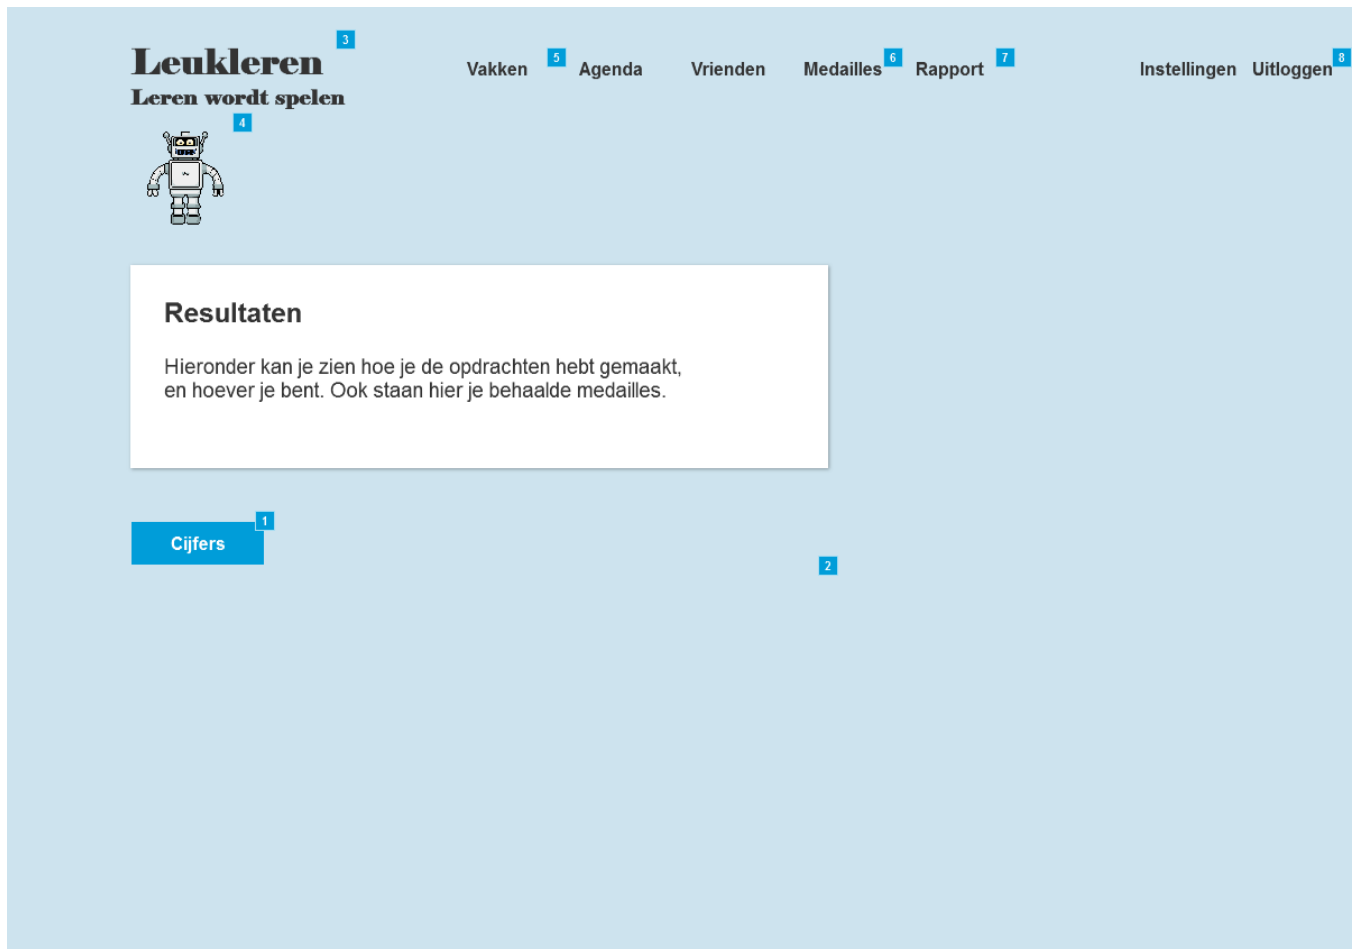 3
Leukleren
Leren wordt spelen
4
Vakken 5 Agenda Vrienden Medailles 6 Rapport 7 Instellingen Uitloggen 8
Resultaten
Hieronder kan je zien hoe je de opdrachten hebt gemaakt,
en hoever je bent. Ook staan hier je behaalde medailles.
1
Cijfers
2